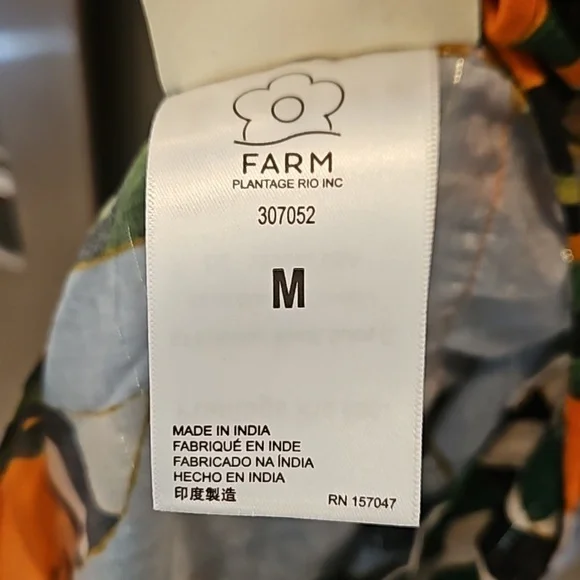 FARM
PLANTAGE RIO INC
307052
M
MADE IN INDIA
FABRIQUÉ EN INDE
FABRICADO NA ÍNDIA
HECHO EN INDIA
印度製造
RN 157047